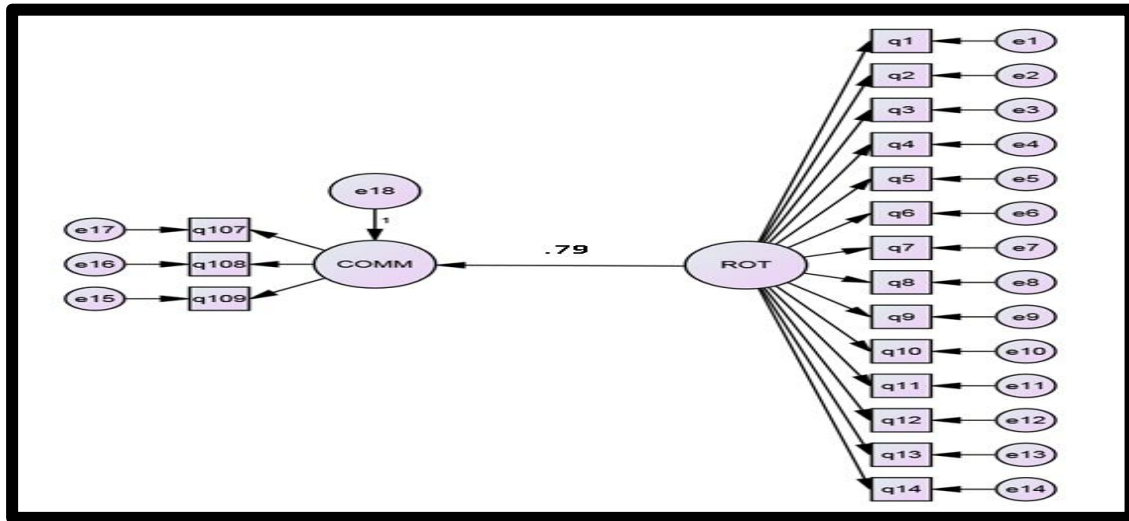 q1 e1
q2 e2
q3 e3
q4 e4
q5 e5
e18
q6 e6
e17 q107
1
q7 e7
.79
e16 q108 COMM ROT
q8 e8
e15 q109
q9 e9
q10 e10
q11 e11
q12 e12
q13 e13
q14 e14